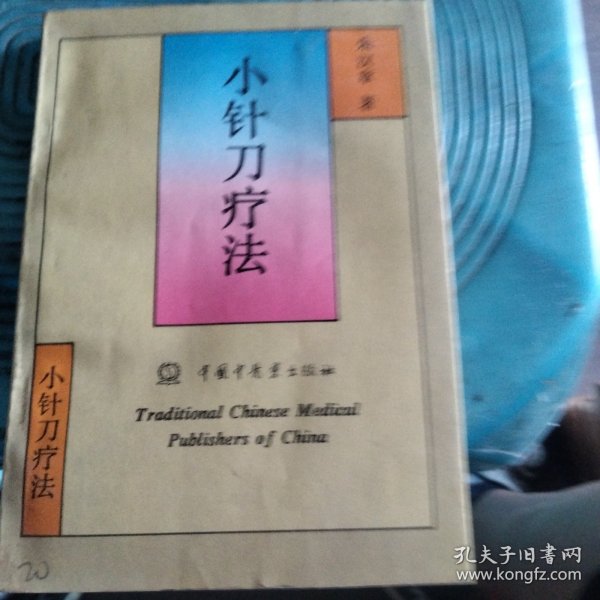 朱汉章 著
小针刀疗法
中国中医药出版社
Traditional Chinese Medical
Publishers of China
小针刀疗法
20
孔夫子旧书网
www.kongfz.com